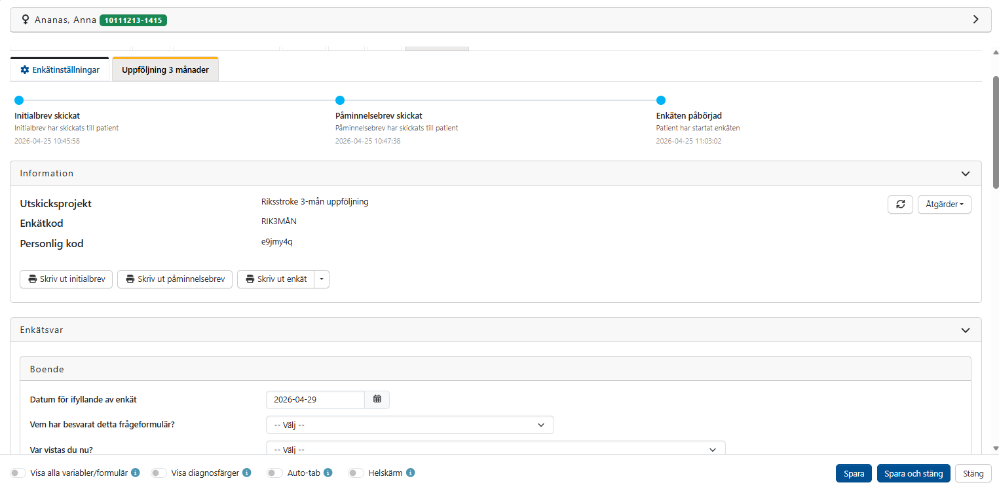 Ananas, Anna 10111213-1415
Enkätinställningar Uppföljning 3 månader
Initialbrev skickat Påminnelsebrev skickat Enkäten påbörjad
Initialbrev har skickats till patient Påminnelsebrev har skickats till patient Patient har startat enkäten
2026-04-25 10:45:58 2026-04-25 10:47:38 2026-04-25 11:03:02
Information
Utskicksprojekt Riksstroke 3-mån uppföljning Åtgärder
Enkätkod RIK3MÅN
Personlig kod e9jmy4q
Skriv ut initialbrev Skriv ut påminnelsebrev Skriv ut enkät
Enkätsvar
Boende
Datum för ifyllande av enkät 2026-04-29
Vem har besvarat detta frågeformulär? -- Välj --
Var vistas du nu? -- Välj --
Visa alla variabler/formulär Visa diagnosfärger Auto-tab Helskärm Spara Spara och stäng Stäng